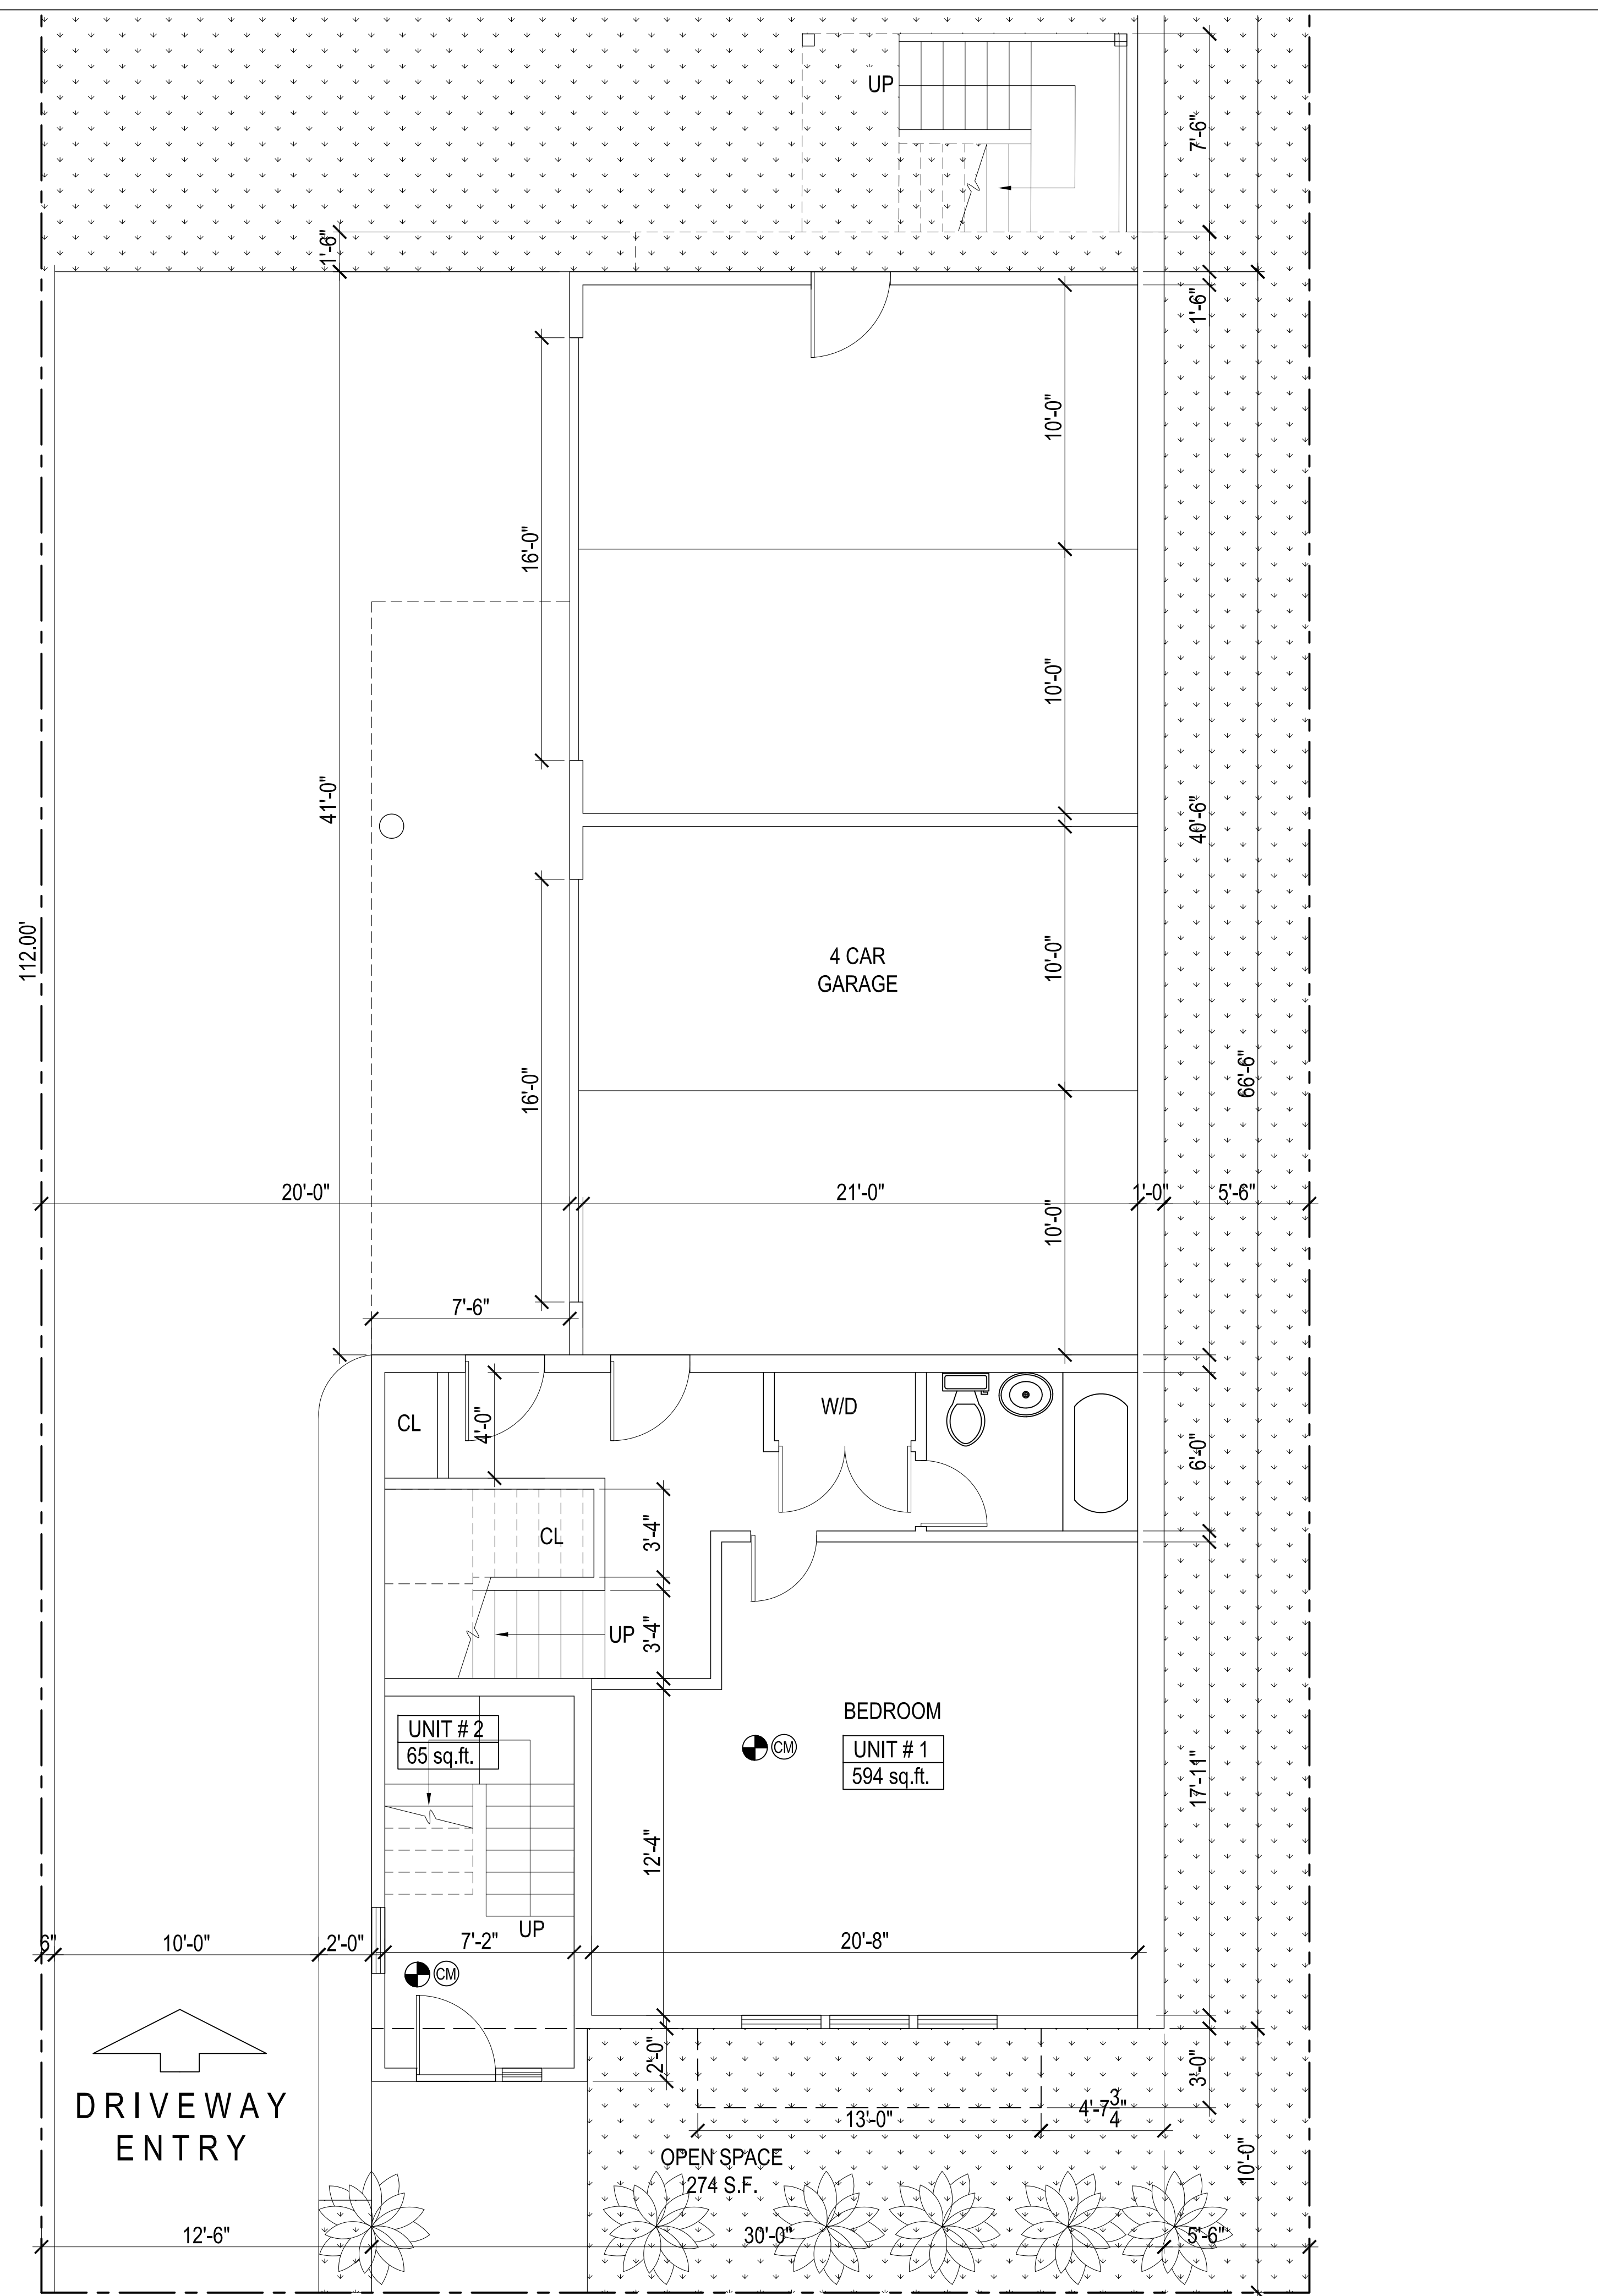 UP
7'-6"
1'-6"
1'-6"
10'-0"
16'-0"
10'-0"
41'-0"
40'-6"
112.00'
4 CAR
GARAGE
10'-0"
16'-0"
66'-6"
20'-0"
21'-0"
1'-0"
5'-6"
10'-0"
7'-6"
CL
4'-0"
W/D
6'-0"
CL
3'-4"
UP
3'-4"
BEDROOM
UNIT # 2
65 sq.ft.
CM
UNIT # 1
594 sq.ft.
17'-11"
12'-4"
UP
6"
10'-0"
2'-0"
7'-2"
20'-8"
CM
2'-0"
3'-0"
DRIVEWAY
ENTRY
13'-0"
4'-7 3/4"
OPEN SPACE
274 S.F.
10'-0"
12'-6"
30'-0"
5'-6"